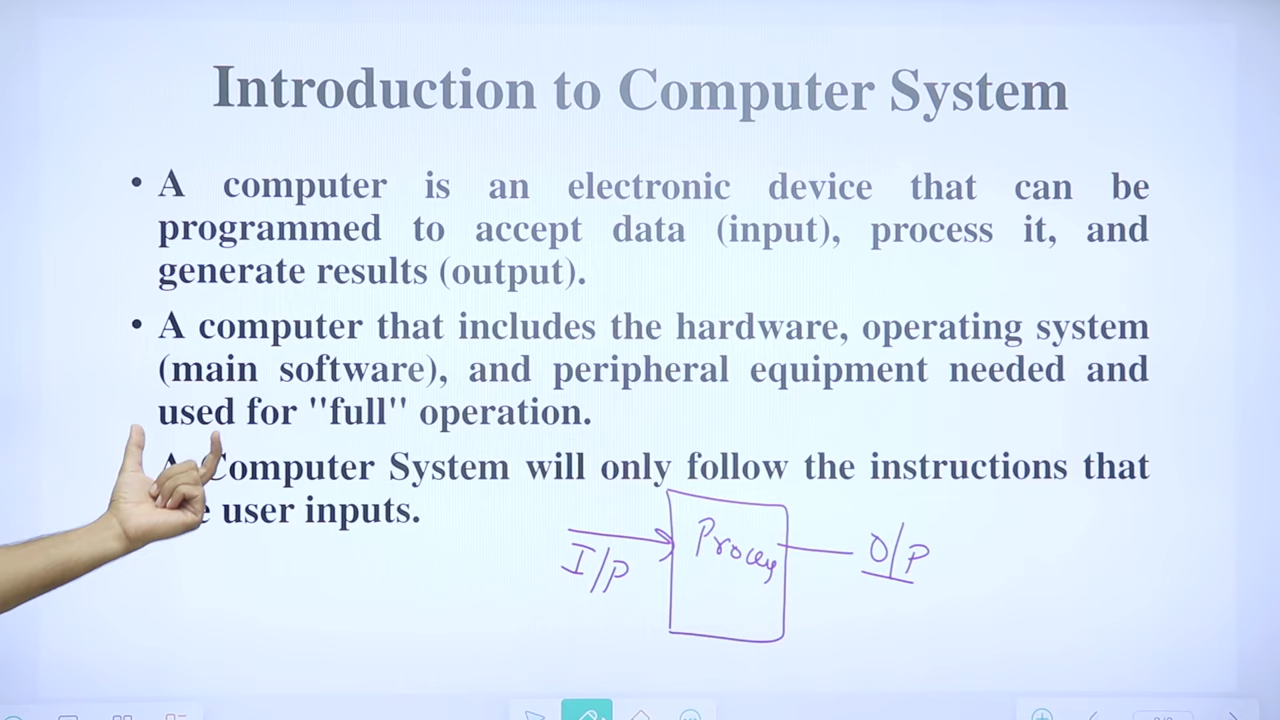 Introduction to Computer System
• A computer is an electronic device that can be
programmed to accept data (input), process it, and
generate results (output).
• A computer that includes the hardware, operating system
(main software), and peripheral equipment needed and
used for "full" operation.
A Computer System will only follow the instructions that
user inputs.
I/P
Process
O/P